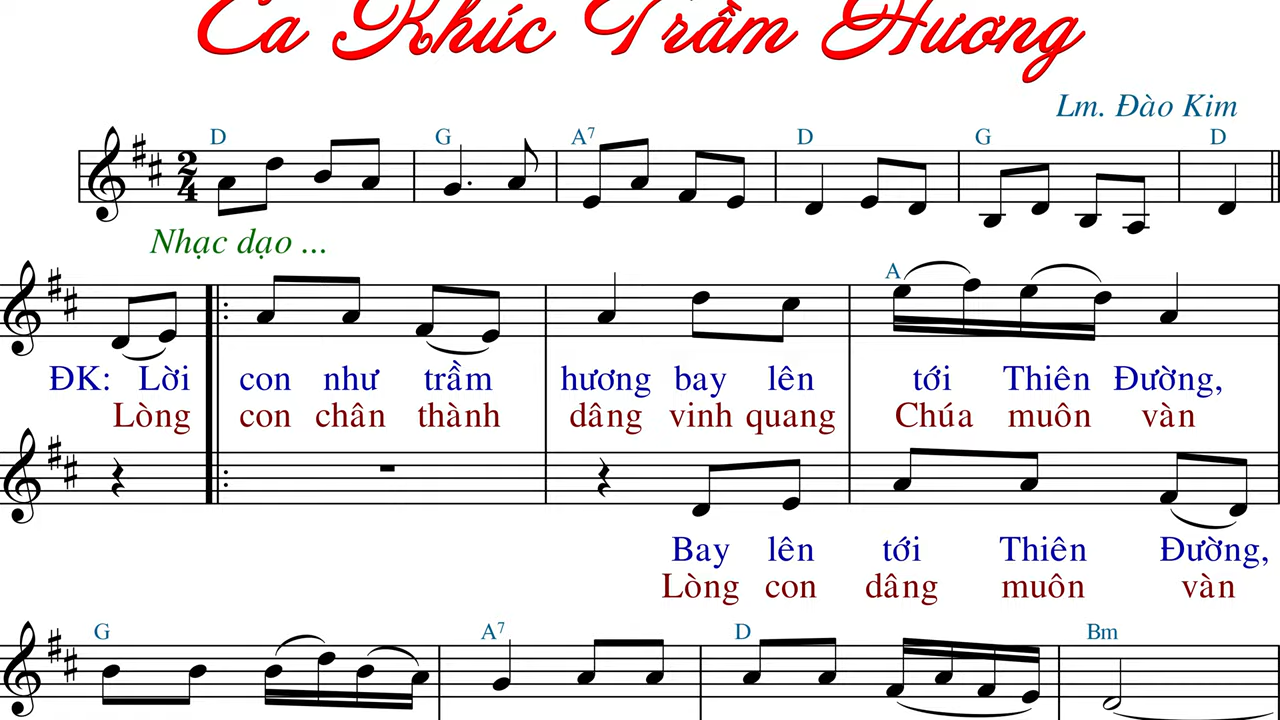 Ca Khúc Trầm Hương
Lm. Đào Kim
D G A7 D G D
2
4
Nhạc dạo ...
A
ĐK: Lời con như trầm hương bay lên tới Thiên Đường,
Lòng con chân thành dâng vinh quang Chúa muôn vàn
Bay lên tới Thiên Đường,
Lòng con dâng muôn vàn
G A7 D Bm